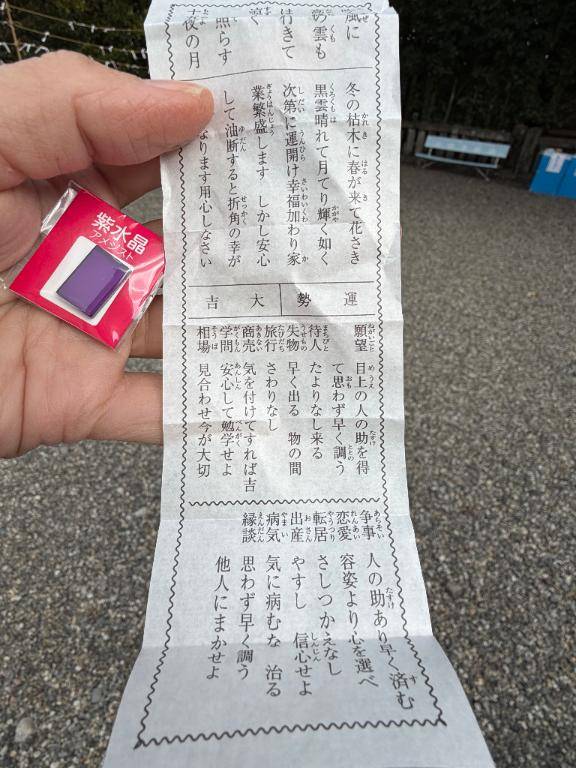 風に
雲も
行きて
照らす
夜の月
冬の枯木に春が来て花さき
黒雲晴れて月てり輝く如く
次第に運開け幸福加わり家
業繁盛します しかし安心
して油断すると折角の幸が
なります用心しなさい
運勢 大吉
願望 目上の人の助を得
て思わず早く調う
待人 たよりなし来る
失物 早く出る 物の間
旅行 さわりなし
商売 気を付けてすれば吉
学問 安心して勉学せよ
相場 見合わせ今が大切
争事 人の助あり早く済む
恋愛 容姿より心を選べ
転居 さしつかえなし
出産 やすし 信心せよ
病気 気に病むな 治る
縁談 思わず早く調う
他人にまかせよ
紫水晶
アメジスト